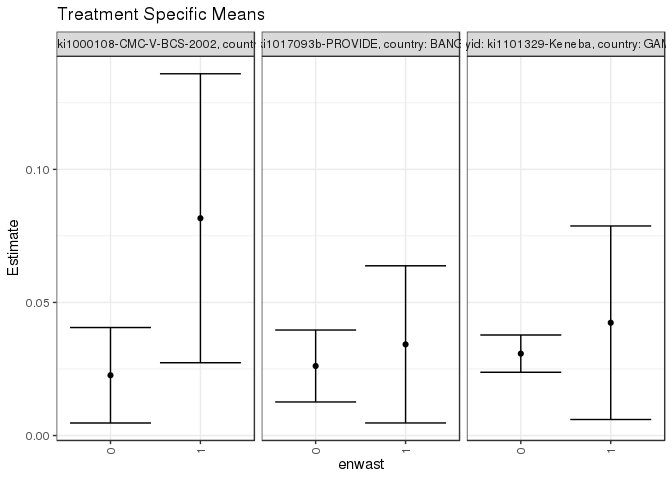 Treatment Specific Means
ki1000108-CMC-V-BCS-2002, count
ki1017093b-PROVIDE, country: BANG
yid: ki1101329-Keneba, country: GAM
Estimate
0.10
0.05
0.00
0 1 0 1 0 1
enwast